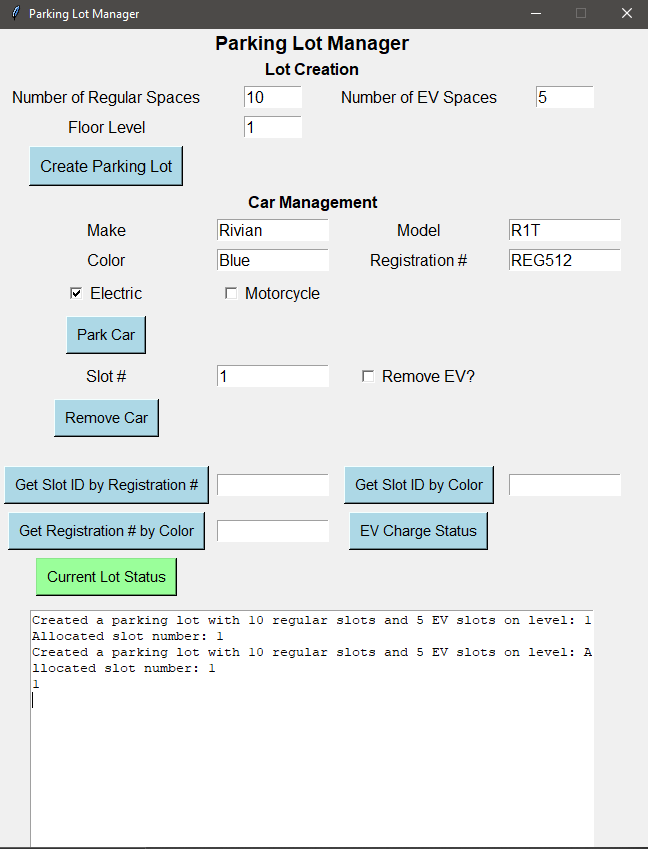 Parking Lot Manager
Parking Lot Manager
Lot Creation
Number of Regular Spaces 10 Number of EV Spaces 5
Floor Level 1
Create Parking Lot
Car Management
Make Rivian Model R1T
Color Blue Registration # REG512
Electric Motorcycle
Park Car
Slot # 1 Remove EV?
Remove Car
Get Slot ID by Registration # Get Slot ID by Color
Get Registration # by Color EV Charge Status
Current Lot Status
Created a parking lot with 10 regular slots and 5 EV slots on level: 1
Allocated slot number: 1
Created a parking lot with 10 regular slots and 5 EV slots on level: A
llocated slot number: 1
1